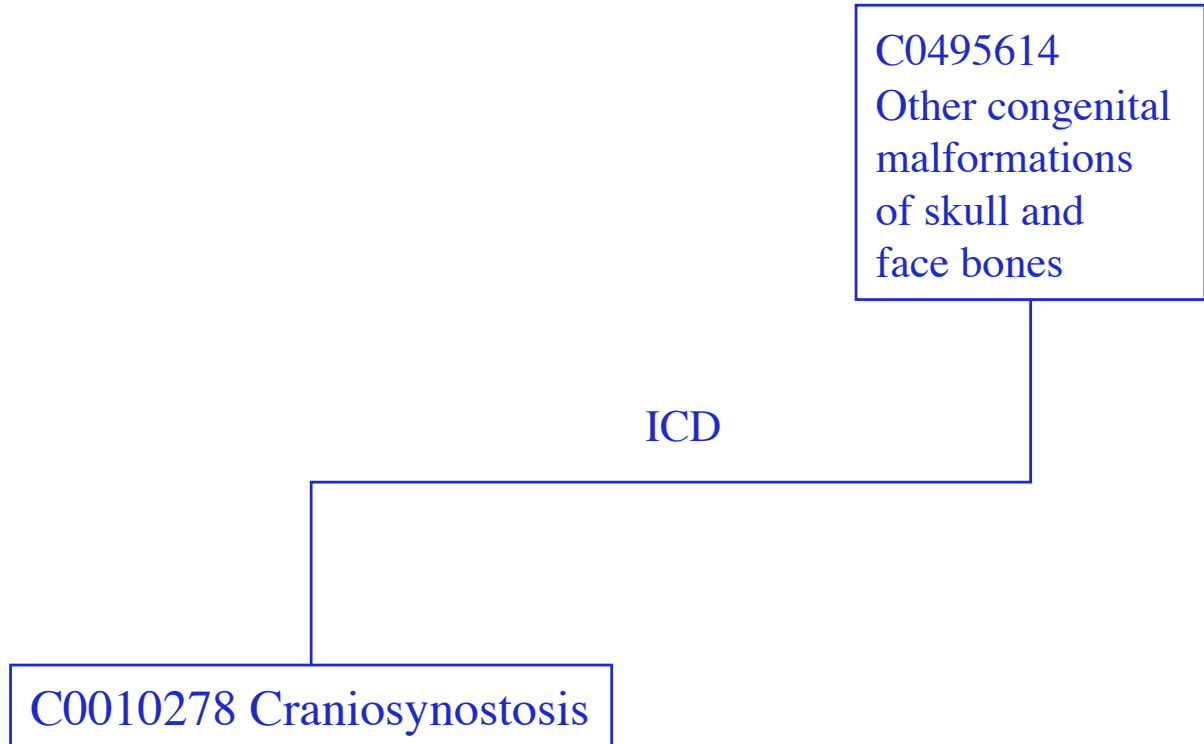 C0495614
Other congenital
malformations
of skull and
face bones
ICD
C0010278 Craniosynostosis